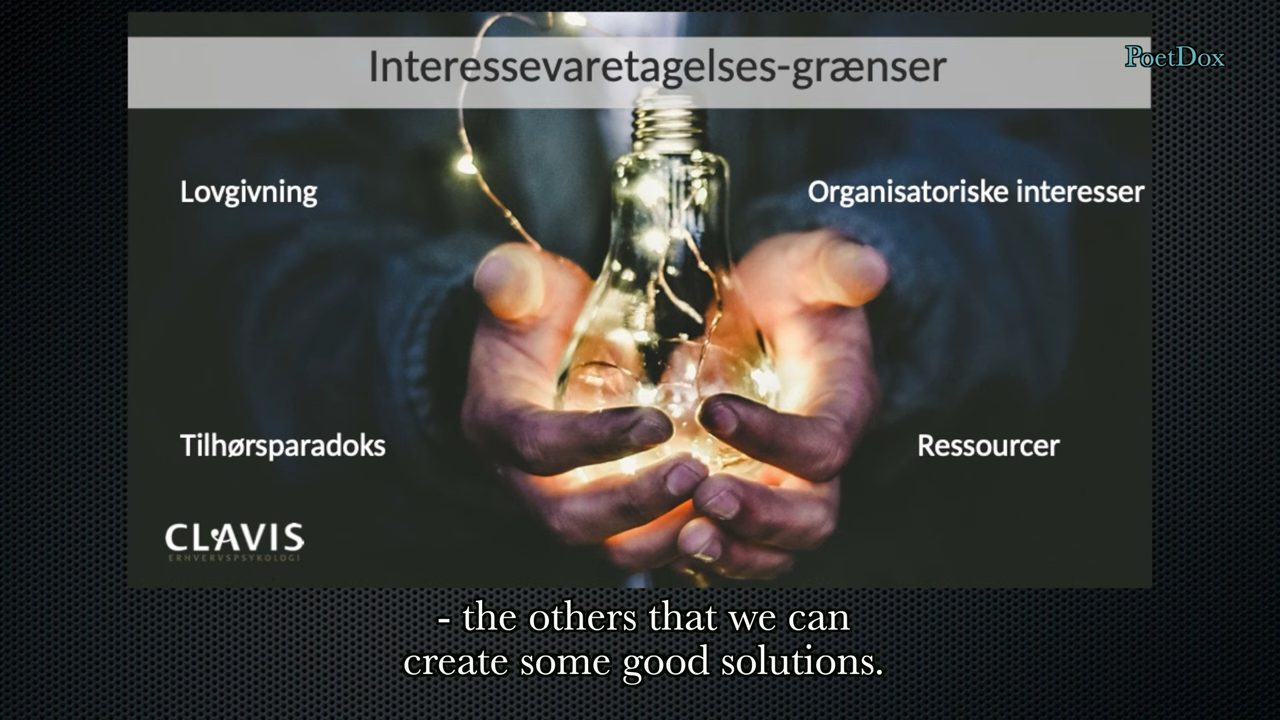 Interessevaretagelses-grænser
PoetDox
Lovgivning
Organisatoriske interesser
Tilhørsparadoks
Ressourcer
CLAVIS
ERHVERVSPSYKOLOGI
- the others that we can
create some good solutions.